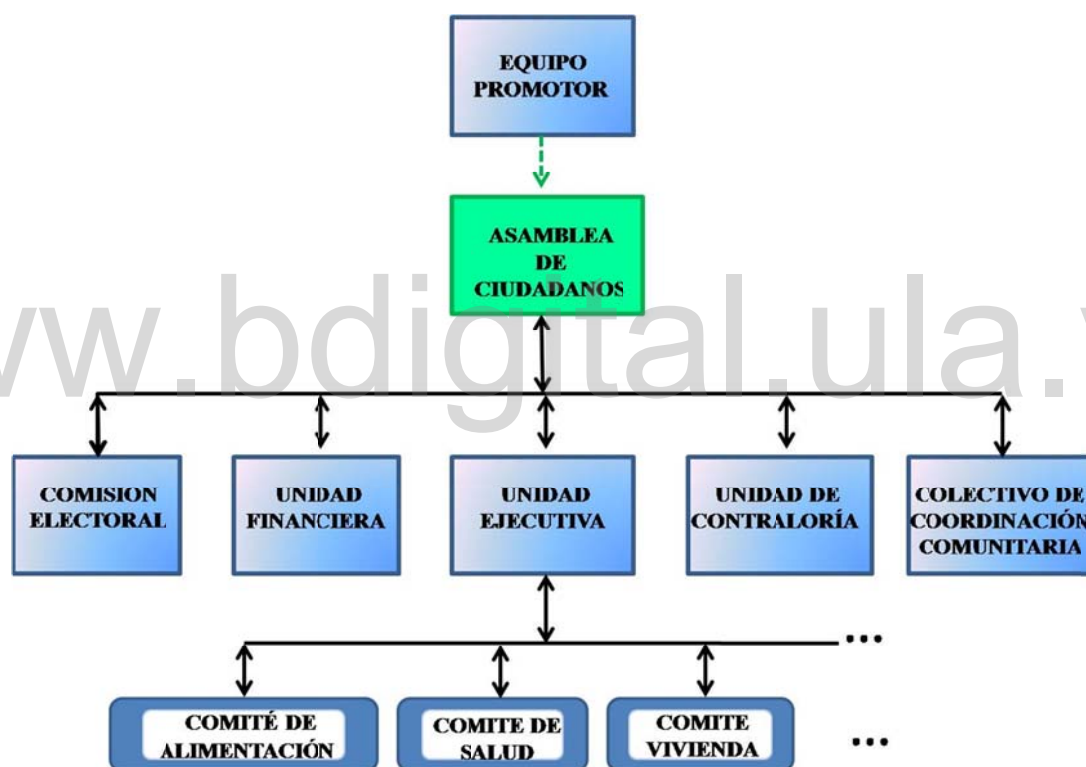 EQUIPO
PROMOTOR
ASAMBLEA
DE
CIUDADANOS
ww.bdigital.ula.v
COMISION
ELECTORAL
UNIDAD
FINANCIERA
UNIDAD
EJECUTIVA
UNIDAD DE
CONTRALORÍA
COLECTIVO DE
COORDINACIÓN
COMUNITARIA
...
COMITÉ DE
ALIMENTACIÓN
COMITE DE
SALUD
COMITE
VIVIENDA
...